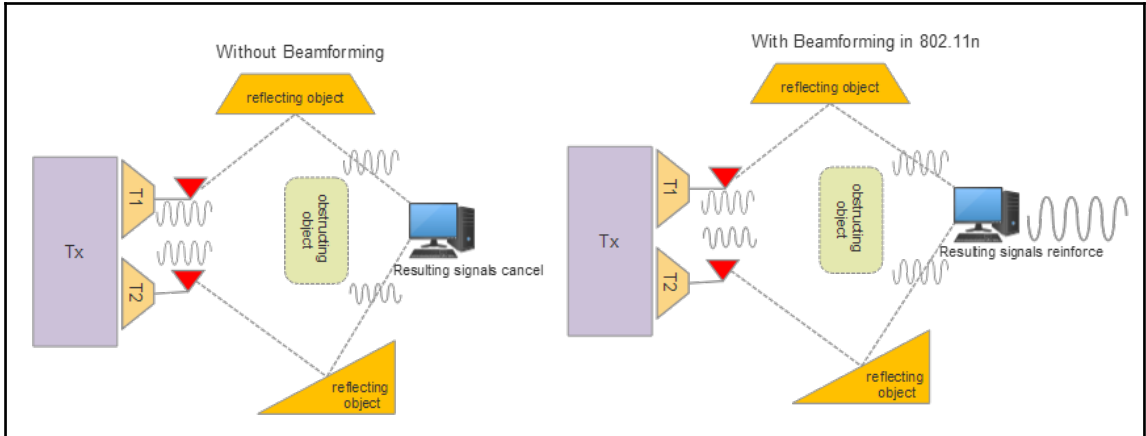 Without Beamforming
reflecting object
T1
Tx
T2
obstructing
object
Resulting signals cancel
reflecting
object
With Beamforming in 802.11n
reflecting object
T1
Tx
T2
obstructing
object
Resulting signals reinforce
reflecting
object